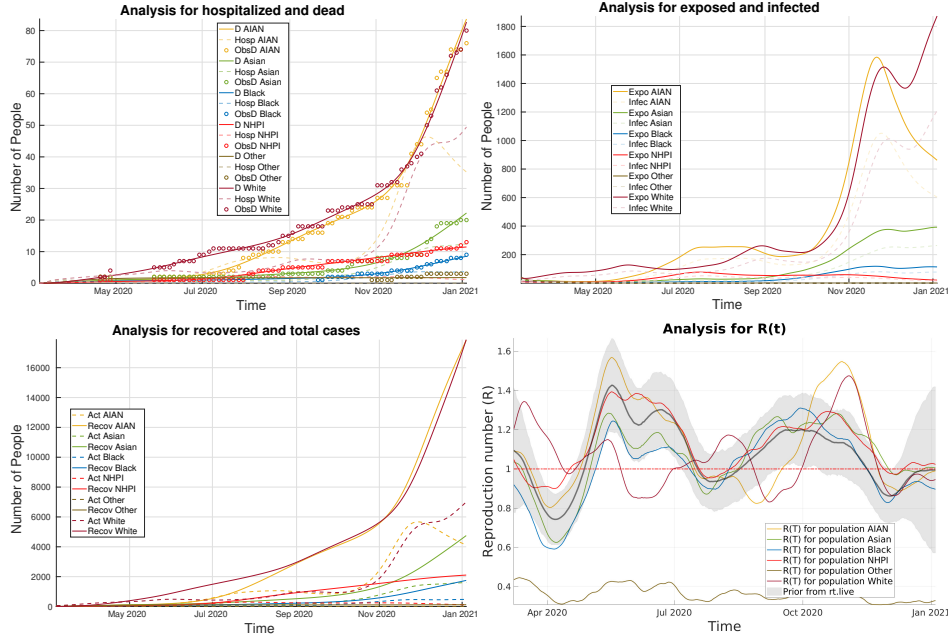 Analysis for hospitalized and dead
80
70
60
50
40
30
20
10
0
Number of People
D AIAN
Hosp AIAN
ObsD AIAN
D Asian
Hosp Asian
ObsD Asian
D Black
Hosp Black
ObsD Black
D NHPI
Hosp NHPI
ObsD NHPI
D Other
Hosp Other
ObsD Other
D White
Hosp White
ObsD White
May 2020
Jul 2020
Sep 2020
Nov 2020
Jan 2021
Time
Analysis for exposed and infected
1800
1600
1400
1200
1000
800
600
400
200
Number of People
Expo AIAN
Infec AIAN
Expo Asian
Infec Asian
Expo Black
Infec Black
Expo NHPI
Infec NHPI
Expo Other
Infec Other
Expo White
Infec White
May 2020
Jul 2020
Sep 2020
Nov 2020
Jan 2021
Time
Analysis for recovered and total cases
16000
14000
12000
10000
8000
6000
4000
2000
0
Number of People
Act AIAN
Recov AIAN
Act Asian
Recov Asian
Act Black
Recov Black
Act NHPI
Recov NHPI
Act Other
Recov Other
Act White
Recov White
May 2020
Jul 2020
Sep 2020
Nov 2020
Jan 2021
Time
Analysis for R(t)
1.6
1.4
1.2
1
0.8
0.6
0.4
Reproduction number (R)
R(T) for population AIAN
R(T) for population Asian
R(T) for population Black
R(T) for population NHPI
R(T) for population Other
R(T) for population White
Prior from rt.live
Apr 2020
Jul 2020
Oct 2020
Jan 2021
Time